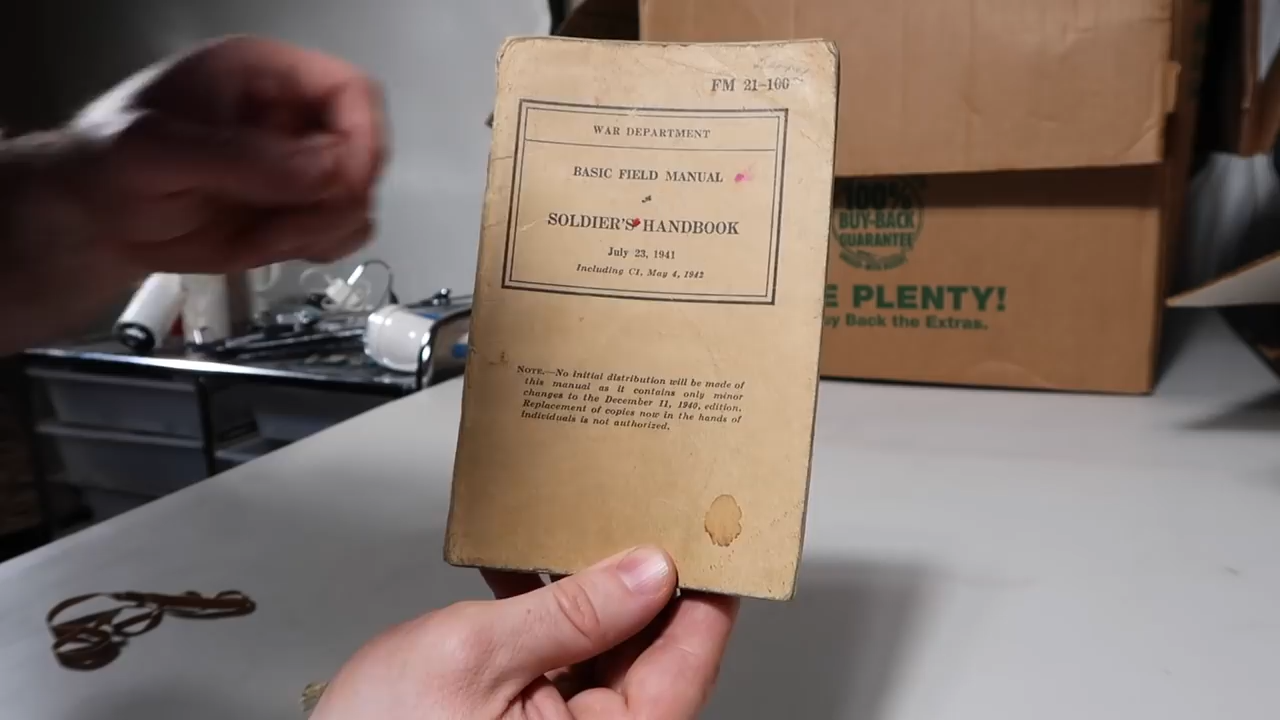 FM 21-100
WAR DEPARTMENT
BASIC FIELD MANUAL
SOLDIER'S HANDBOOK
July 23, 1941
Including C1, May 4, 1942
NOTE.—No initial distribution will be made of
this manual as it contains only minor
changes to the December 11, 1940, edition.
Replacement of copies now in the hands of
individuals is not authorized.
100%
BUY-BACK
GUARANTEE
E PLENTY!
uy Back the Extras.